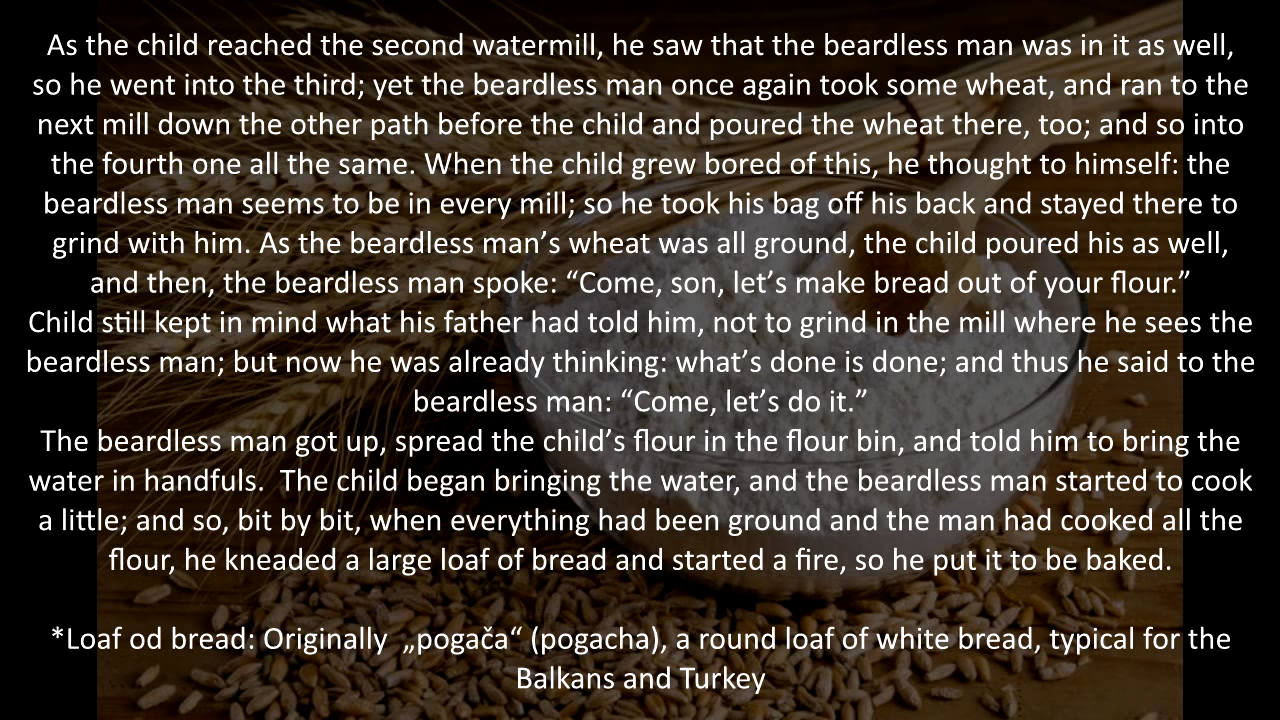 As the child reached the second watermill, he saw that the beardless man was in it as well,
so he went into the third; yet the beardless man once again took some wheat, and ran to the
next mill down the other path before the child and poured the wheat there, too; and so into
the fourth one all the same. When the child grew bored of this, he thought to himself: the
beardless man seems to be in every mill; so he took his bag off his back and stayed there to
grind with him. As the beardless man’s wheat was all ground, the child poured his as well,
and then, the beardless man spoke: “Come, son, let’s make bread out of your flour.”
Child still kept in mind what his father had told him, not to grind in the mill where he sees the
beardless man; but now he was already thinking: what’s done is done; and thus he said to the
beardless man: “Come, let’s do it.”
The beardless man got up, spread the child’s flour in the flour bin, and told him to bring the
water in handfuls.  The child began bringing the water, and the beardless man started to cook
a little; and so, bit by bit, when everything had been ground and the man had cooked all the
flour, he kneaded a large loaf of bread and started a fire, so he put it to be baked.
*Loaf od bread: Originally  „pogača“ (pogacha), a round loaf of white bread, typical for the
Balkans and Turkey